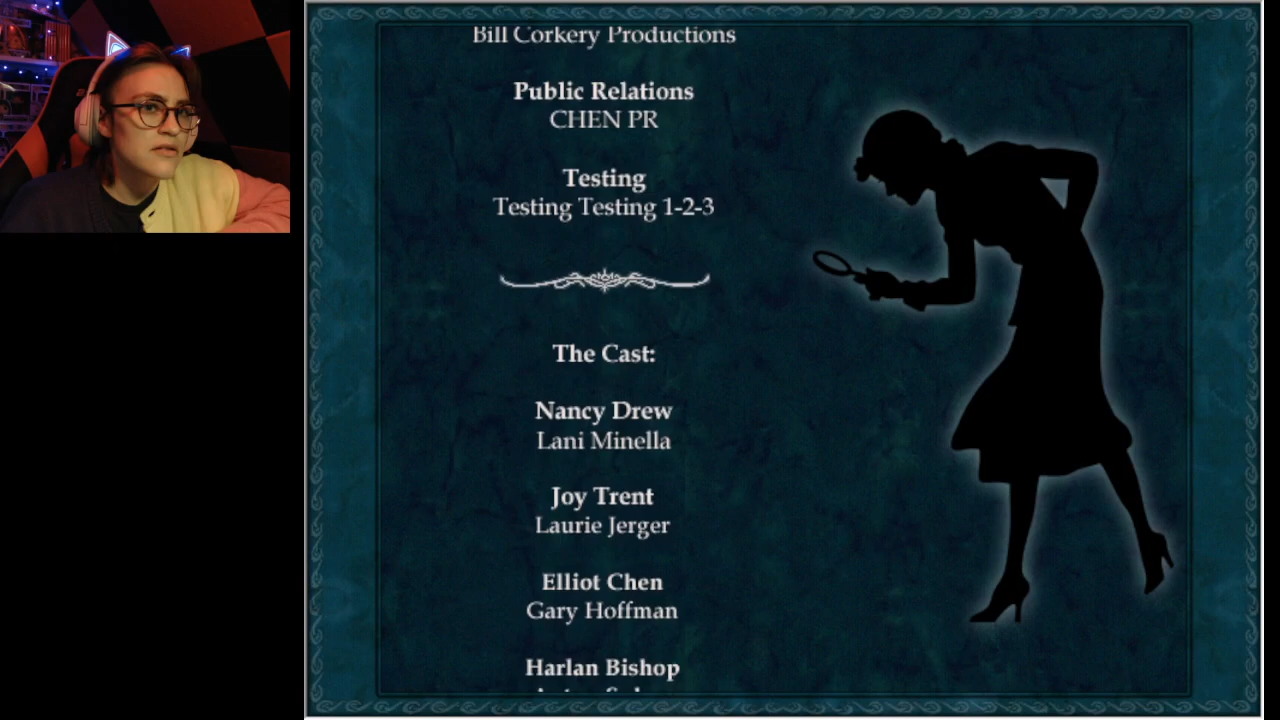 Bill Corkery Productions
Public Relations
CHEN PR
Testing
Testing Testing 1-2-3
The Cast:
Nancy Drew
Lani Minella
Joy Trent
Laurie Jerger
Elliot Chen
Gary Hoffman
Harlan Bishop